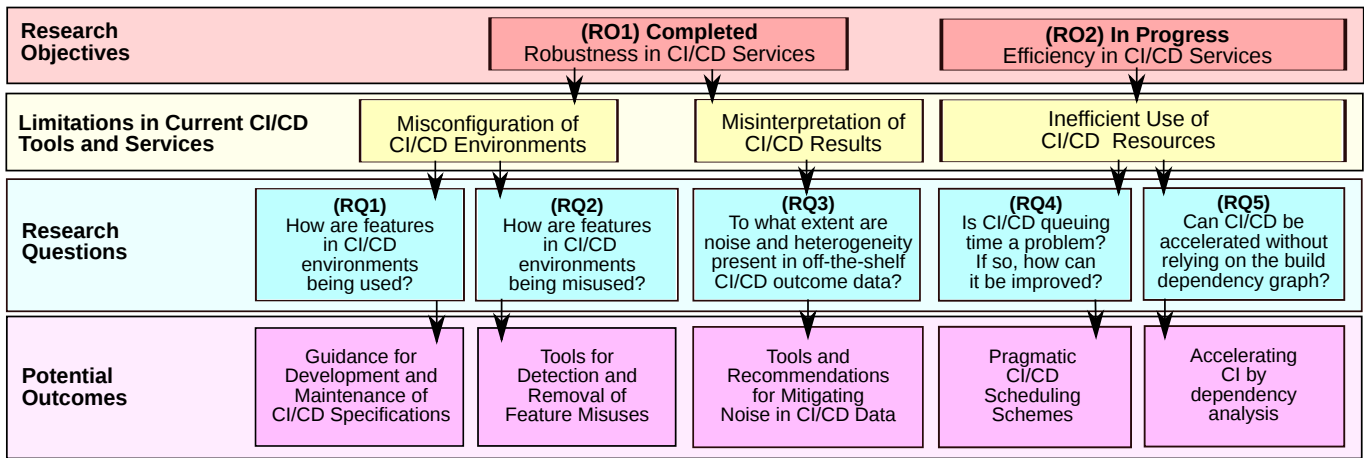 Research
Objectives
(RO1) Completed
Robustness in CI/CD Services
(RO2) In Progress
Efficiency in CI/CD Services
Limitations in Current CI/CD
Tools and Services
Misconfiguration of
CI/CD Environments
Misinterpretation of
CI/CD Results
Inefficient Use of
CI/CD Resources
Research
Questions
(RQ1)
How are features
in CI/CD
environments
being used?
(RQ2)
How are features
in CI/CD
environments
being misused?
(RQ3)
To what extent are
noise and heterogeneity
present in off-the-shelf
CI/CD outcome data?
(RQ4)
Is CI/CD queuing
time a problem?
If so, how can
it be improved?
(RQ5)
Can CI/CD be
accelerated without
relying on the build
dependency graph?
Potential
Outcomes
Guidance for
Development and
Maintenance of
CI/CD Specifications
Tools for
Detection and
Removal of
Feature Misuses
Tools and
Recommendations
for Mitigating
Noise in CI/CD Data
Pragmatic
CI/CD
Scheduling
Schemes
Accelerating
CI by
dependency
analysis